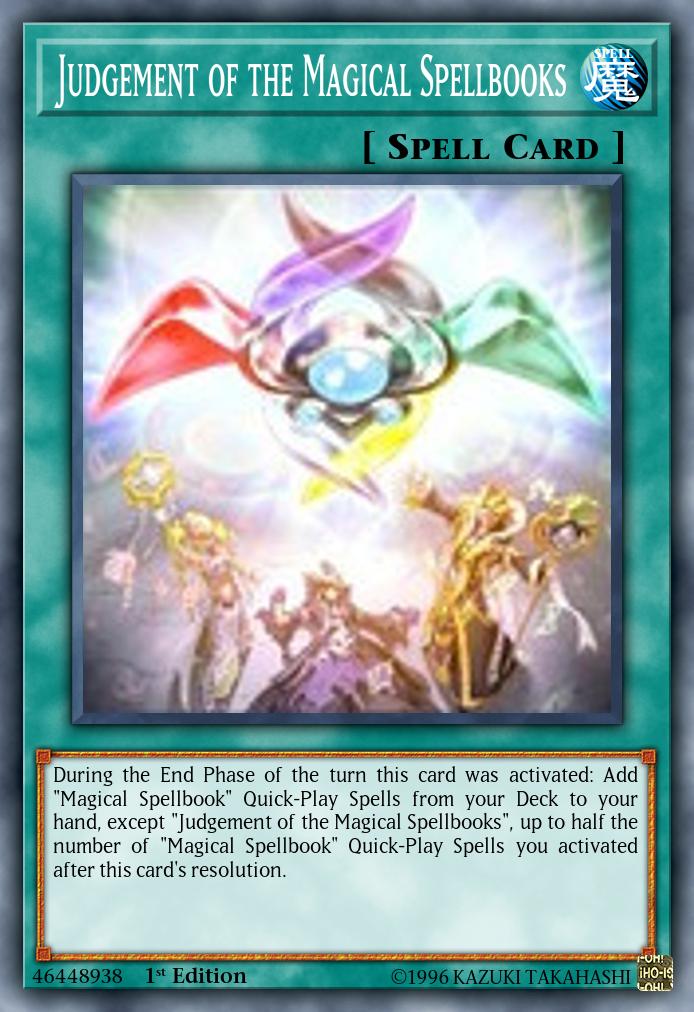 JUDGEMENT OF THE MAGICAL SPELLBOOKS
SPELL
魔
[ SPELL CARD ]
During the End Phase of the turn this card was activated: Add
"Magical Spellbook" Quick-Play Spells from your Deck to your
hand, except "Judgement of the Magical Spellbooks", up to half the
number of "Magical Spellbook" Quick-Play Spells you activated
after this card's resolution.
46448938 1st Edition ©1996 KAZUKI TAKAHASHI